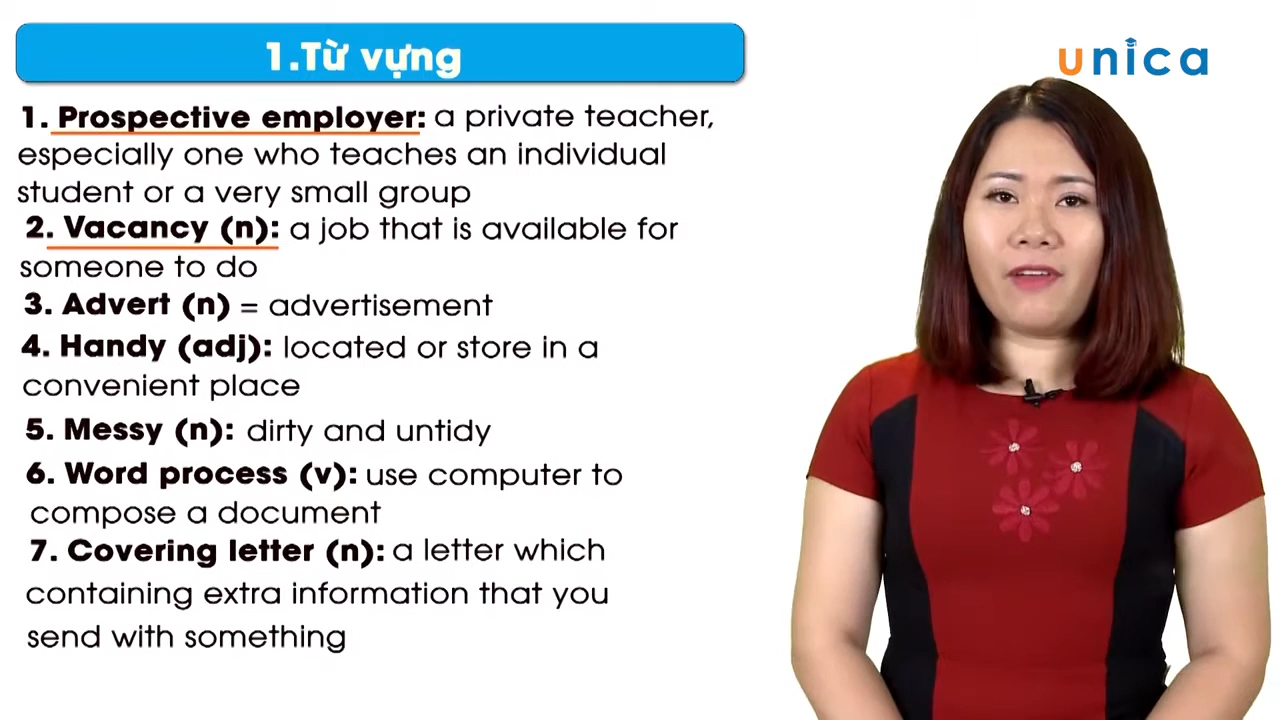 1.Từ vựng
unica
1. Prospective employer: a private teacher,
especially one who teaches an individual
student or a very small group
2. Vacancy (n): a job that is available for
someone to do
3. Advert (n) = advertisement
4. Handy (adj): located or store in a
convenient place
5. Messy (n): dirty and untidy
6. Word process (v): use computer to
compose a document
7. Covering letter (n): a letter which
containing extra information that you
send with something